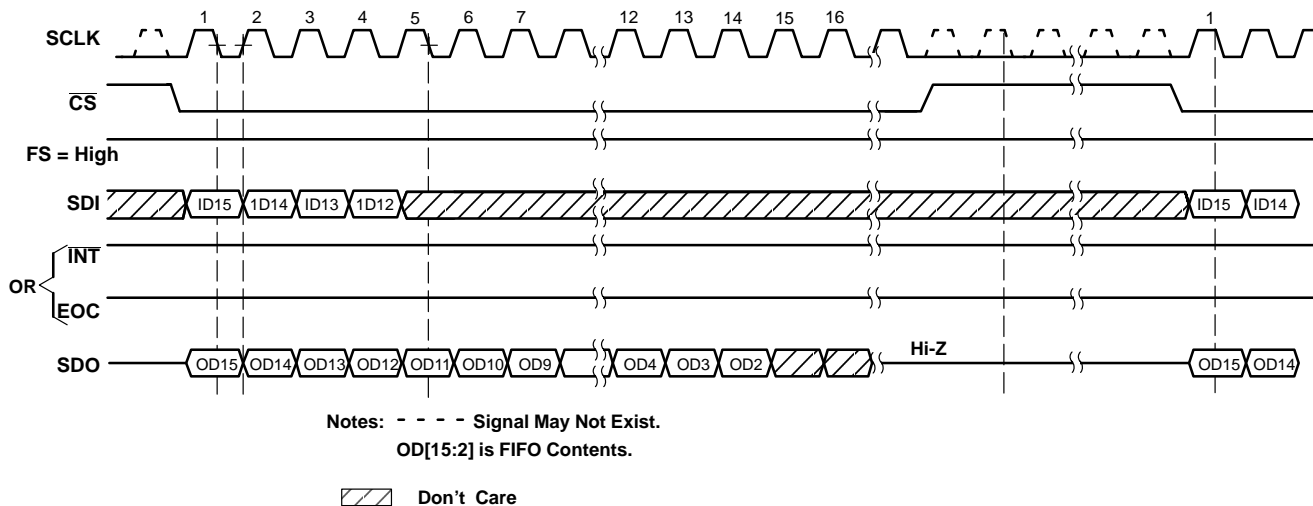 1 2 3 4 5 6 7 12 13 14 15 16 1
SCLK
CS
FS = High
SDI ID15 1D14 ID13 1D12 ID15 ID14
INT
OR
EOC
SDO OD15 OD14 OD13 OD12 OD11 OD10 OD9 OD4 OD3 OD2 Hi-Z OD15 OD14
Notes: - - - - Signal May Not Exist.
OD[15:2] is FIFO Contents.
Don't Care